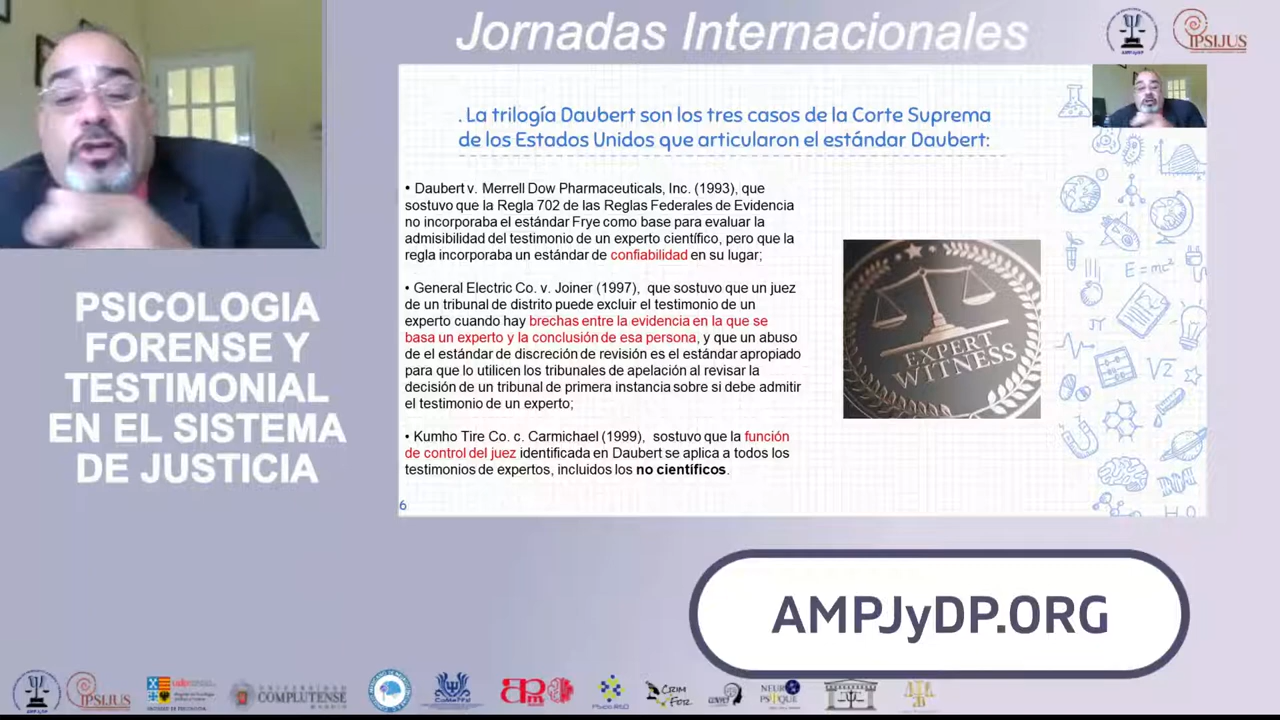 Jornadas Internacionales
AMPJyDP
IPSIJUS
. La trilogía Daubert son los tres casos de la Corte Suprema
de los Estados Unidos que articularon el estándar Daubert:
• Daubert v. Merrell Dow Pharmaceuticals, Inc. (1993), que
sostuvo que la Regla 702 de las Reglas Federales de Evidencia
no incorporaba el estándar Frye como base para evaluar la
admisibilidad del testimonio de un experto científico, pero que la
regla incorporaba un estándar de confiabilidad en su lugar;
• General Electric Co. v. Joiner (1997), que sostuvo que un juez
de un tribunal de distrito puede excluir el testimonio de un
experto cuando hay brechas entre la evidencia en la que se
basa un experto y la conclusión de esa persona, y que un abuso
de el estándar de discreción de revisión es el estándar apropiado
para que lo utilicen los tribunales de apelación al revisar la
decisión de un tribunal de primera instancia sobre si debe admitir
el testimonio de un experto;
• Kumho Tire Co. c. Carmichael (1999), sostuvo que la función
de control del juez identificada en Daubert se aplica a todos los
testimonios de expertos, incluidos los no científicos.
6
EXPERT
WITNESS
E=mc²
√2
PSICOLOGIA
FORENSE Y
TESTIMONIAL
EN EL SISTEMA
DE JUSTICIA
AMPJyDP.ORG
IPSIJUS
UNIVERSIDAD
COMPLUTENSE
CRIM
FOR
NEUR
PSIQUE